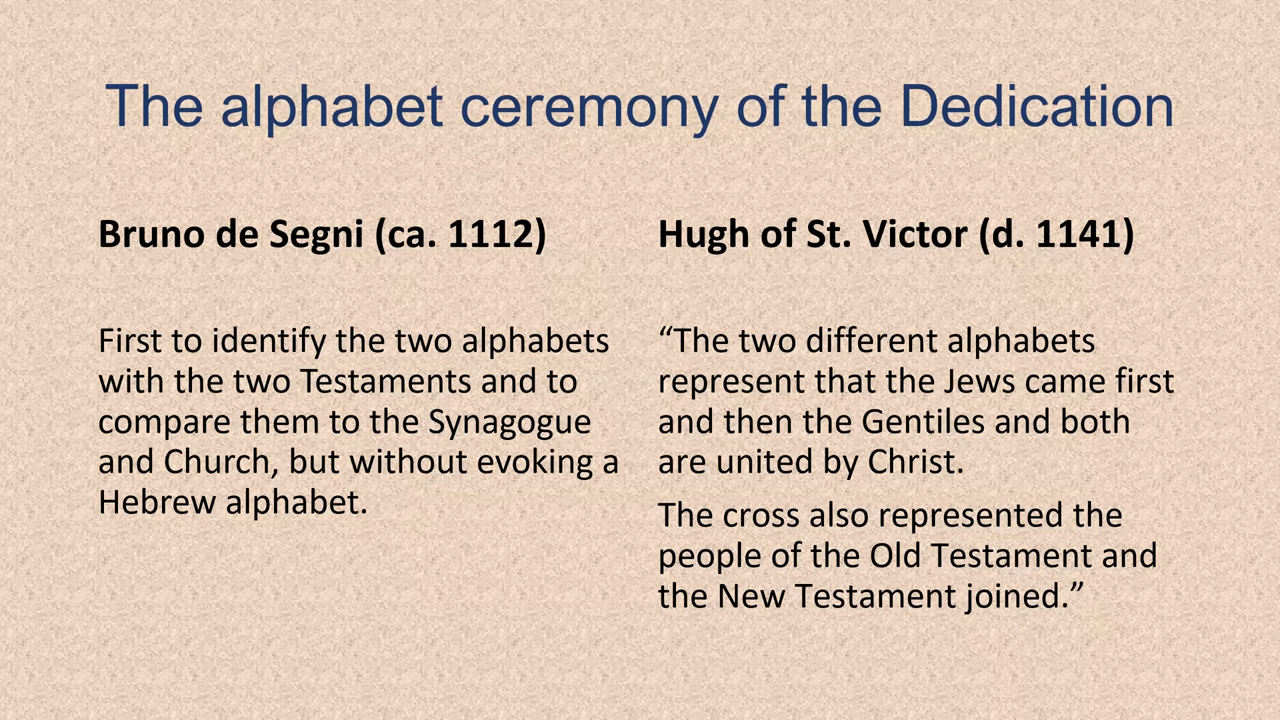 The alphabet ceremony of the Dedication
Bruno de Segni (ca. 1112)
First to identify the two alphabets
with the two Testaments and to
compare them to the Synagogue
and Church, but without evoking a
Hebrew alphabet.
Hugh of St. Victor (d. 1141)
“The two different alphabets
represent that the Jews came first
and then the Gentiles and both
are united by Christ.
The cross also represented the
people of the Old Testament and
the New Testament joined.”